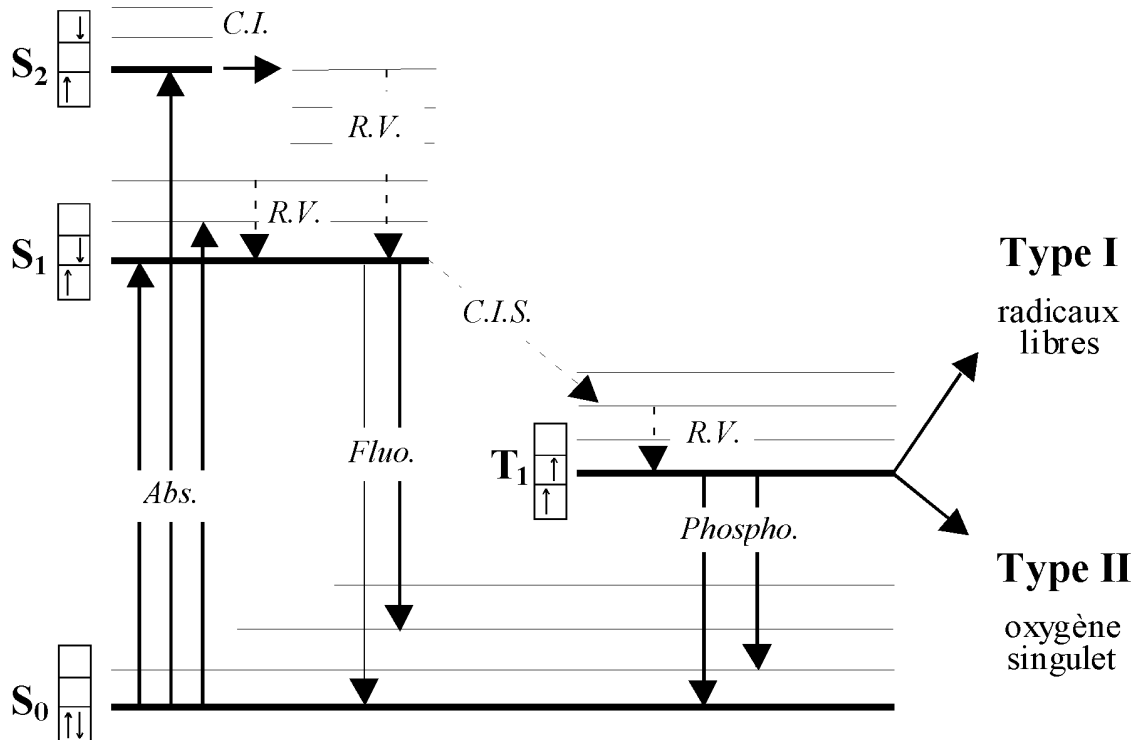 C.I.
S2
R.V.
R.V.
S1
Type I
radicaux
libres
C.I.S.
R.V.
Fluo.
T1
Abs.
Phospho.
Type II
oxygène
singulet
S0